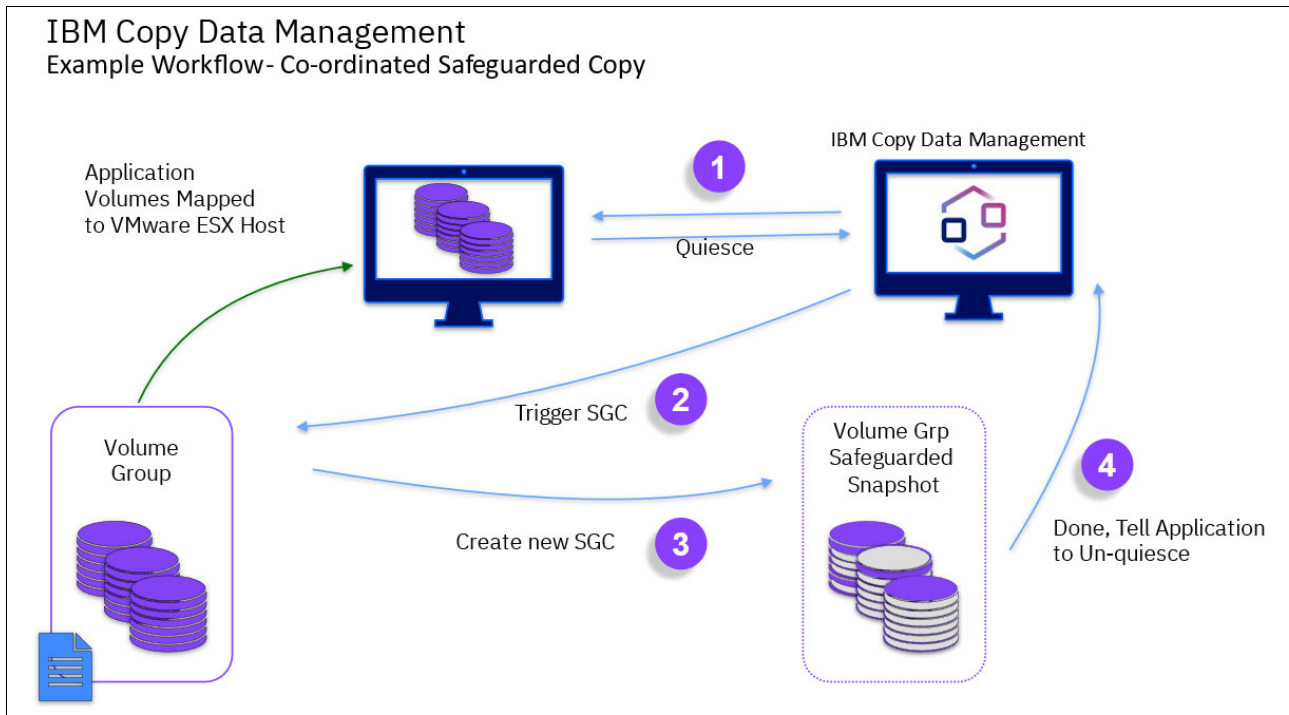 IBM Copy Data Management
Example Workflow- Co-ordinated Safeguarded Copy
Application
Volumes Mapped
to VMware ESX Host
1
IBM Copy Data Management
Quiesce
Trigger SGC
2
Volume
Group
Volume Grp
Safeguarded
Snapshot
4
Create new SGC
3
Done, Tell Application
to Un-quiesce